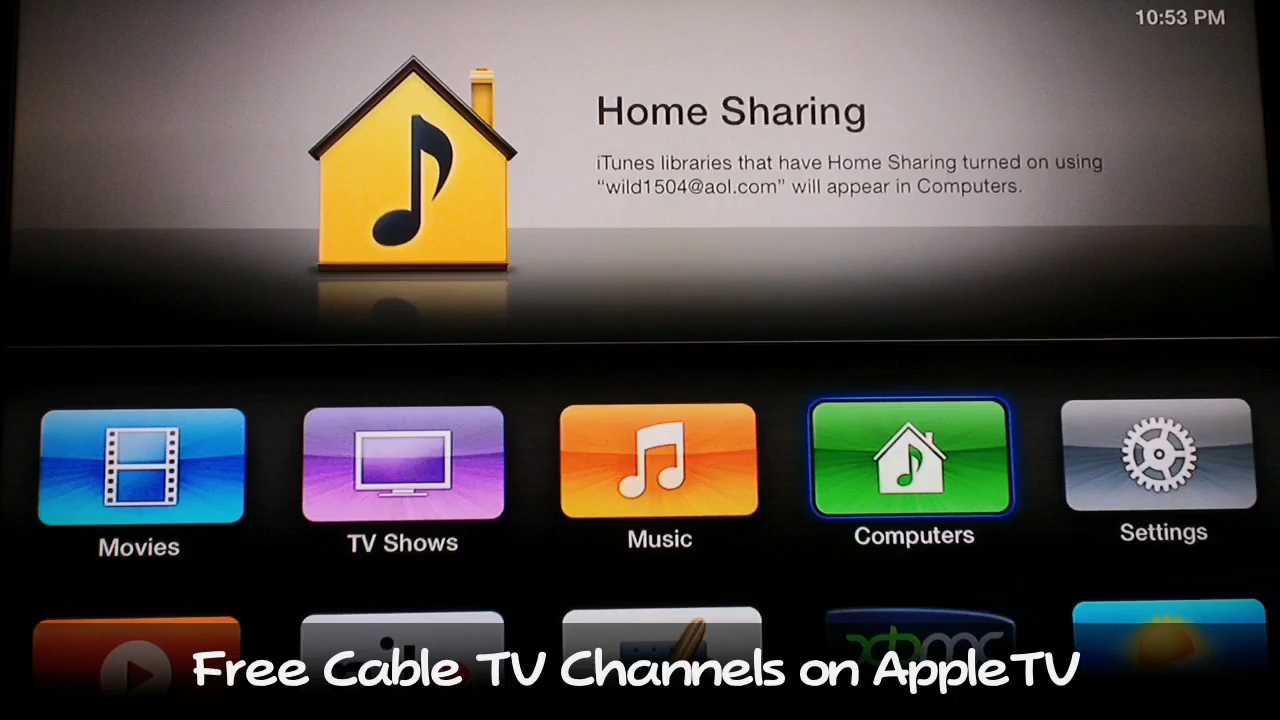 10:53 PM
Home Sharing
iTunes libraries that have Home Sharing turned on using
“wild1504@aol.com” will appear in Computers.
Movies
TV Shows
Music
Computers
Settings
xbmc
Free Cable TV Channels on AppleTV